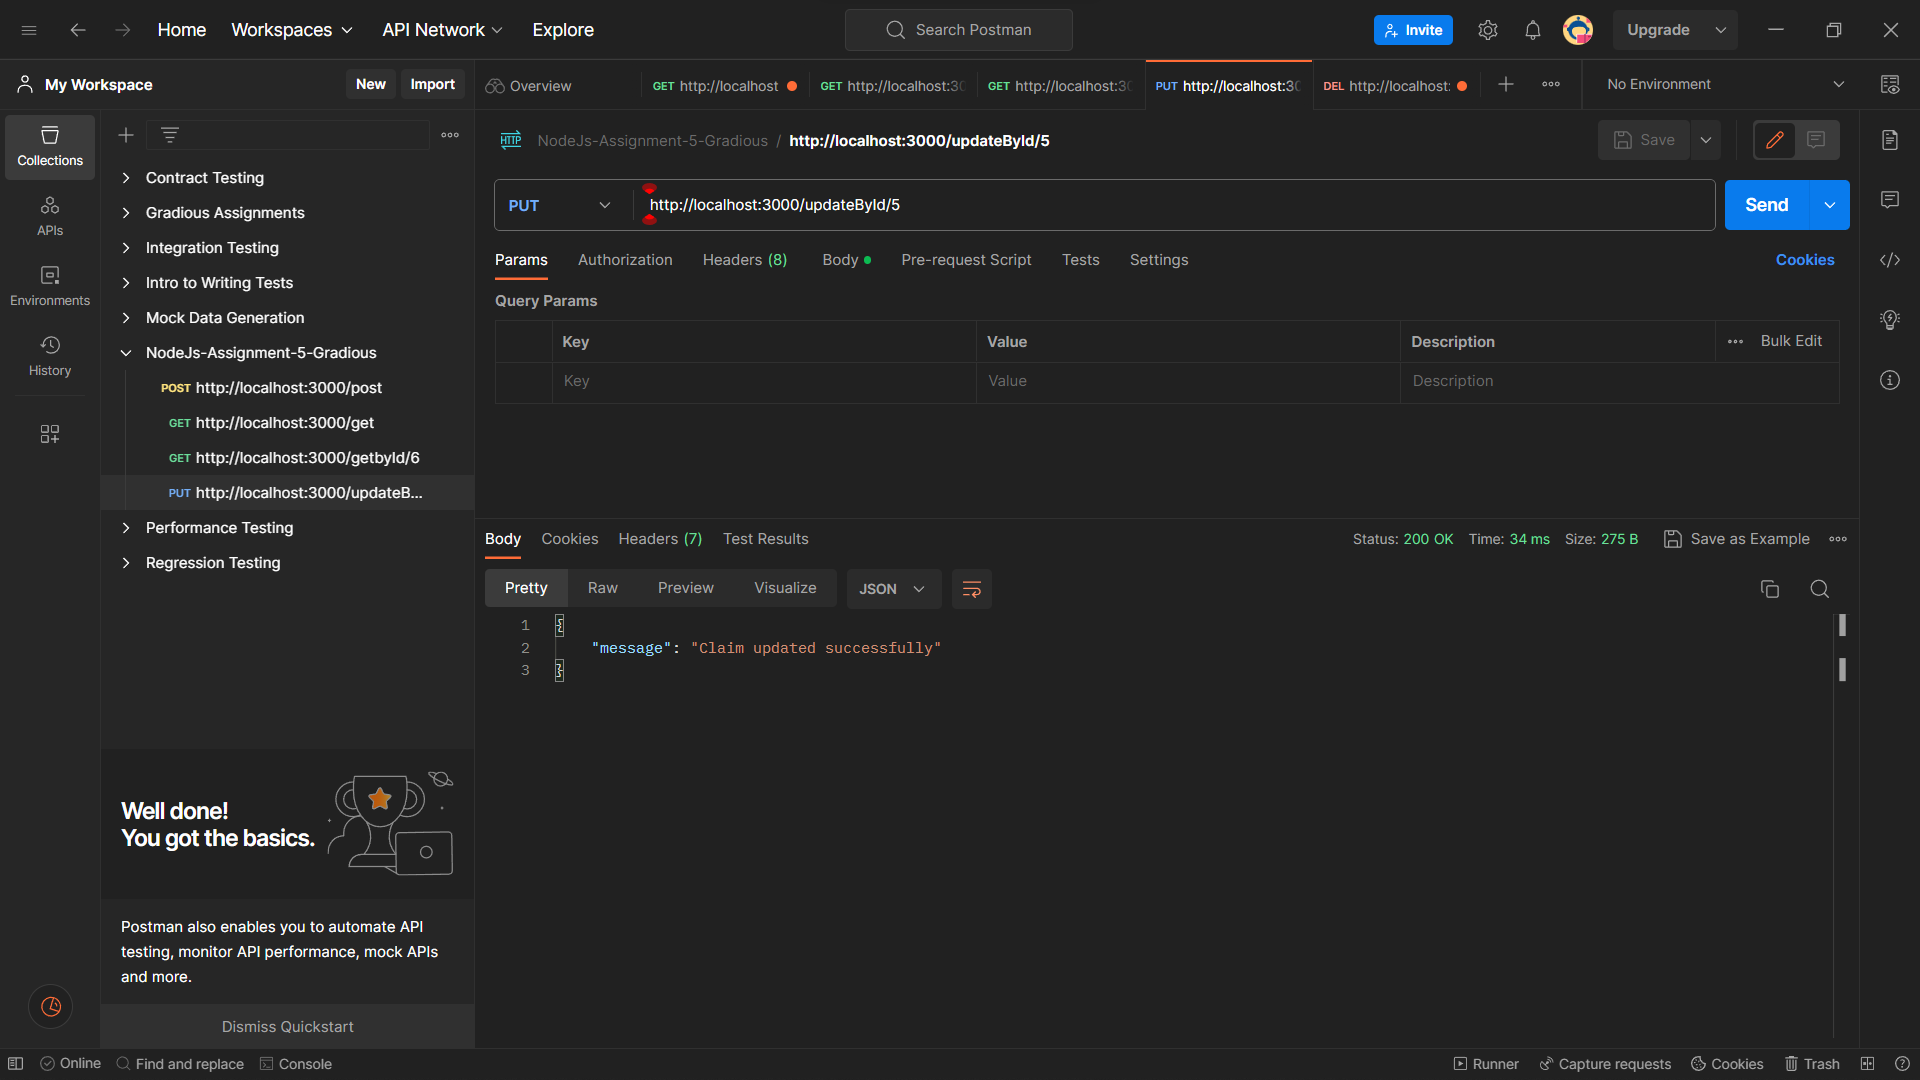 Home Workspaces API Network Explore Search Postman Invite Upgrade
My Workspace New Import
Overview GET http://localhost GET http://localhost:30 GET http://localhost:30 PUT http://localhost:30 DEL http://localhost: No Environment
Collections
APIs
Environments
History
Contract Testing
Gradious Assignments
Integration Testing
Intro to Writing Tests
Mock Data Generation
NodeJs-Assignment-5-Gradious
POST http://localhost:3000/post
GET http://localhost:3000/get
GET http://localhost:3000/getbyId/6
PUT http://localhost:3000/updateB...
Performance Testing
Regression Testing
Well done!
You got the basics.
Postman also enables you to automate API
testing, monitor API performance, mock APIs
and more.
Dismiss Quickstart
HTTP NodeJs-Assignment-5-Gradious / http://localhost:3000/updateById/5 Save
PUT http://localhost:3000/updateById/5 Send
Params Authorization Headers (8) Body Pre-request Script Tests Settings Cookies
Query Params
Key Value Description Bulk Edit
Key Value Description
Body Cookies Headers (7) Test Results Status: 200 OK Time: 34 ms Size: 275 B Save as Example
Pretty Raw Preview Visualize JSON
1 {
2 "message": "Claim updated successfully"
3 }
Online Find and replace Console Runner Capture requests Cookies Trash